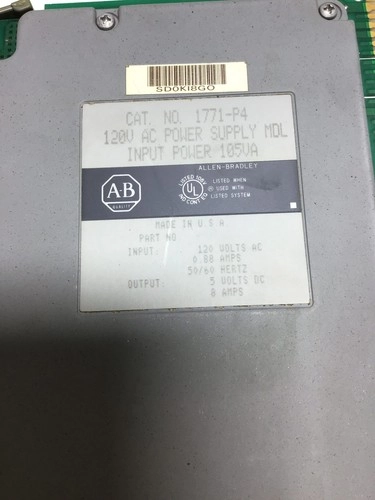 SD0KI8GO
CAT. NO. 1771-P4
120V AC POWER SUPPLY MDL
INPUT POWER 105VA
ALLEN-BRADLEY
A-B
QUALITY
LISTED
UL
LISTED WHEN
USED WITH
LISTED SYSTEM
MADE IN U S A
PART NO
INPUT: 120 VOLTS AC
0.88 AMPS
50/60 HERTZ
OUTPUT: 5 VOLTS DC
8 AMPS